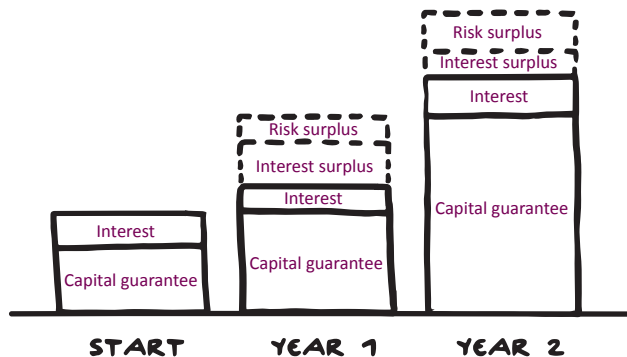 Risk surplus
Interest surplus
Interest
Capital guarantee
Risk surplus
Interest surplus
Interest
Capital guarantee
Interest
Capital guarantee
START
YEAR 1
YEAR 2